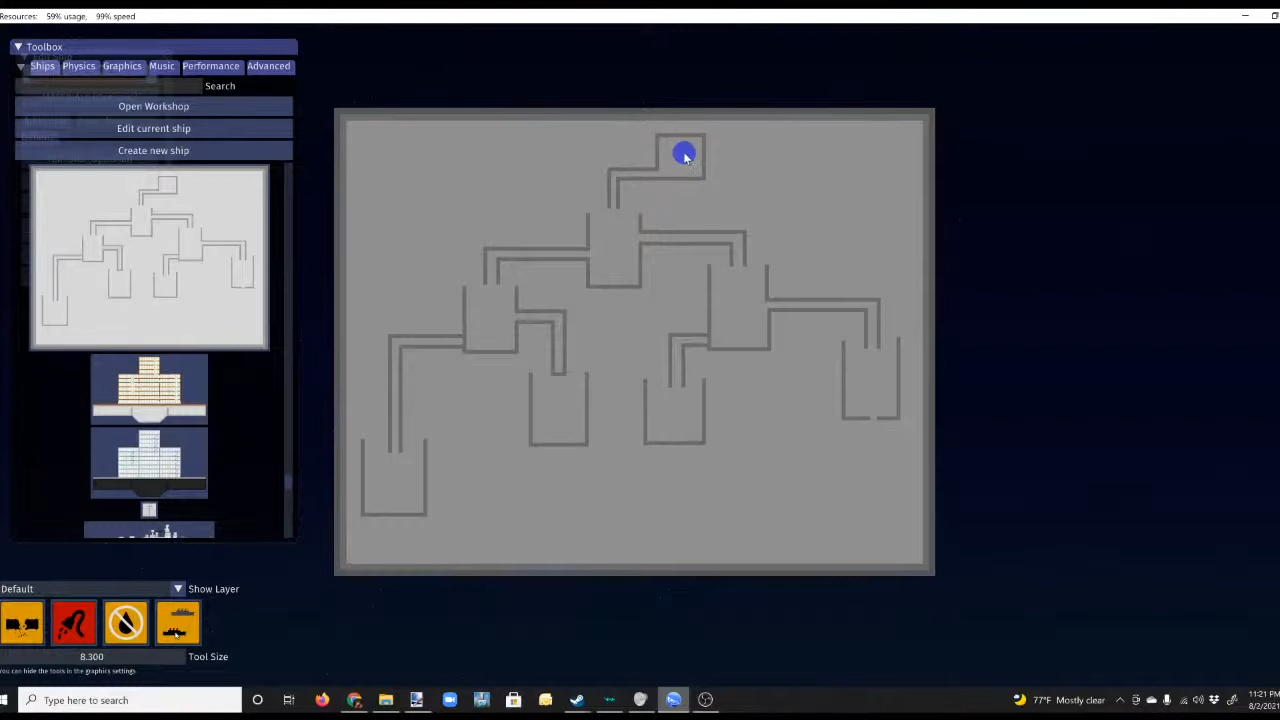 Resources: 59% usage, 99% speed
Toolbox
Ships Physics Graphics Music Performance Advanced
Search
Open Workshop
Edit current ship
Create new ship
Default
Show Layer
8.300
Tool Size
You can hide the tools in the graphics settings.
Type here to search
77°F Mostly clear
11:21 PM
8/2/2021